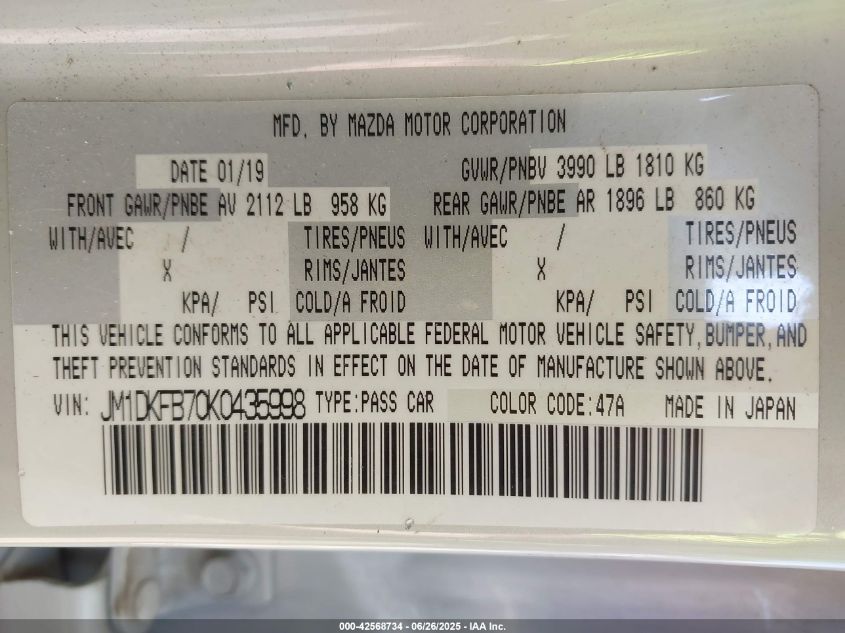 MFD. BY MAZDA MOTOR CORPORATION
DATE 01/19 GVWR/PNBV 3990 LB 1810 KG
FRONT GAWR/PNBE AV 2112 LB 958 KG REAR GAWR/PNBE AR 1896 LB 860 KG
WITH/AVEC / TIRES/PNEUS WITH/AVEC / TIRES/PNEUS
X RIMS/JANTES X RIMS/JANTES
KPA/ PSI COLD/A FROID KPA/ PSI COLD/A FROID
THIS VEHICLE CONFORMS TO ALL APPLICABLE FEDERAL MOTOR VEHICLE SAFETY, BUMPER, AND
THEFT PREVENTION STANDARDS IN EFFECT ON THE DATE OF MANUFACTURE SHOWN ABOVE.
VIN: JM1DKFB70K0435998 TYPE:PASS CAR COLOR CODE:47A MADE IN JAPAN
000-42568734 - 06/26/2025 - IAA Inc.